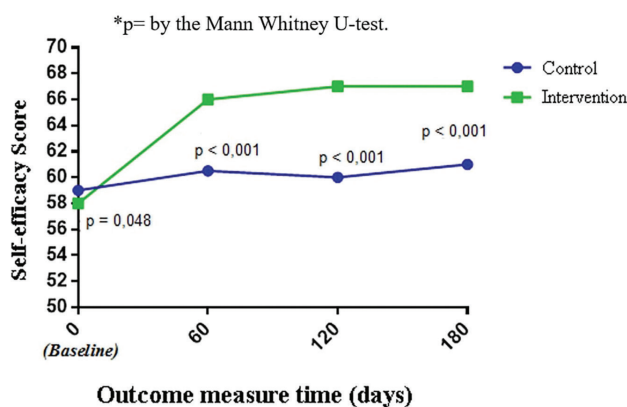 *p= by the Mann Whitney U-test.
70
68
66
64
62
60
58
56
54
52
50
Self-efficacy Score
Control
Intervention
p < 0,001
p < 0,001
p < 0,001
p = 0,048
0
60
120
180
(Baseline)
Outcome measure time (days)